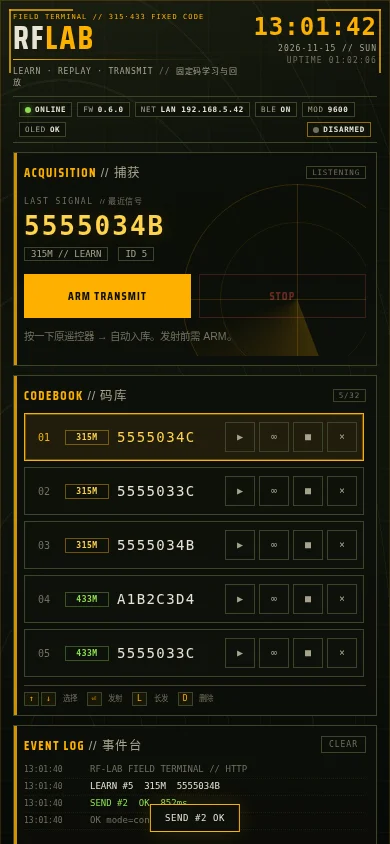 FIELD TERMINAL // 315·433 FIXED CODE
RFLAB
LEARN · REPLAY · TRANSMIT // 固定码学习与回放
13:01:42
2026-11-15 // SUN
UPTIME 01:02:06
ONLINE FW 0.6.0 NET LAN 192.168.5.42 BLE ON MOD 9600
OLED OK DISARMED
ACQUISITION // 捕获 LISTENING
LAST SIGNAL // 最近信号
5555034B
315M // LEARN ID 5
ARM TRANSMIT STOP
按一下原遥控器 → 自动入库。发射前需 ARM。
CODEBOOK // 码库 5/32
01 315M 5555034C ▶ ∞ ■ ×
02 315M 5555033C ▶ ∞ ■ ×
03 315M 5555034B ▶ ∞ ■ ×
04 433M A1B2C3D4 ▶ ∞ ■ ×
05 433M 5555033C ▶ ∞ ■ ×
↑ ↓ 选择 ⏎ 发射 L 长发 D 删除
EVENT LOG // 事件台 CLEAR
13:01:40 RF-LAB FIELD TERMINAL // HTTP
13:01:40 LEARN #5 315M 5555034B
13:01:40 SEND #2 OK 852ms
13:01:40 OK mode=con
SEND #2 OK